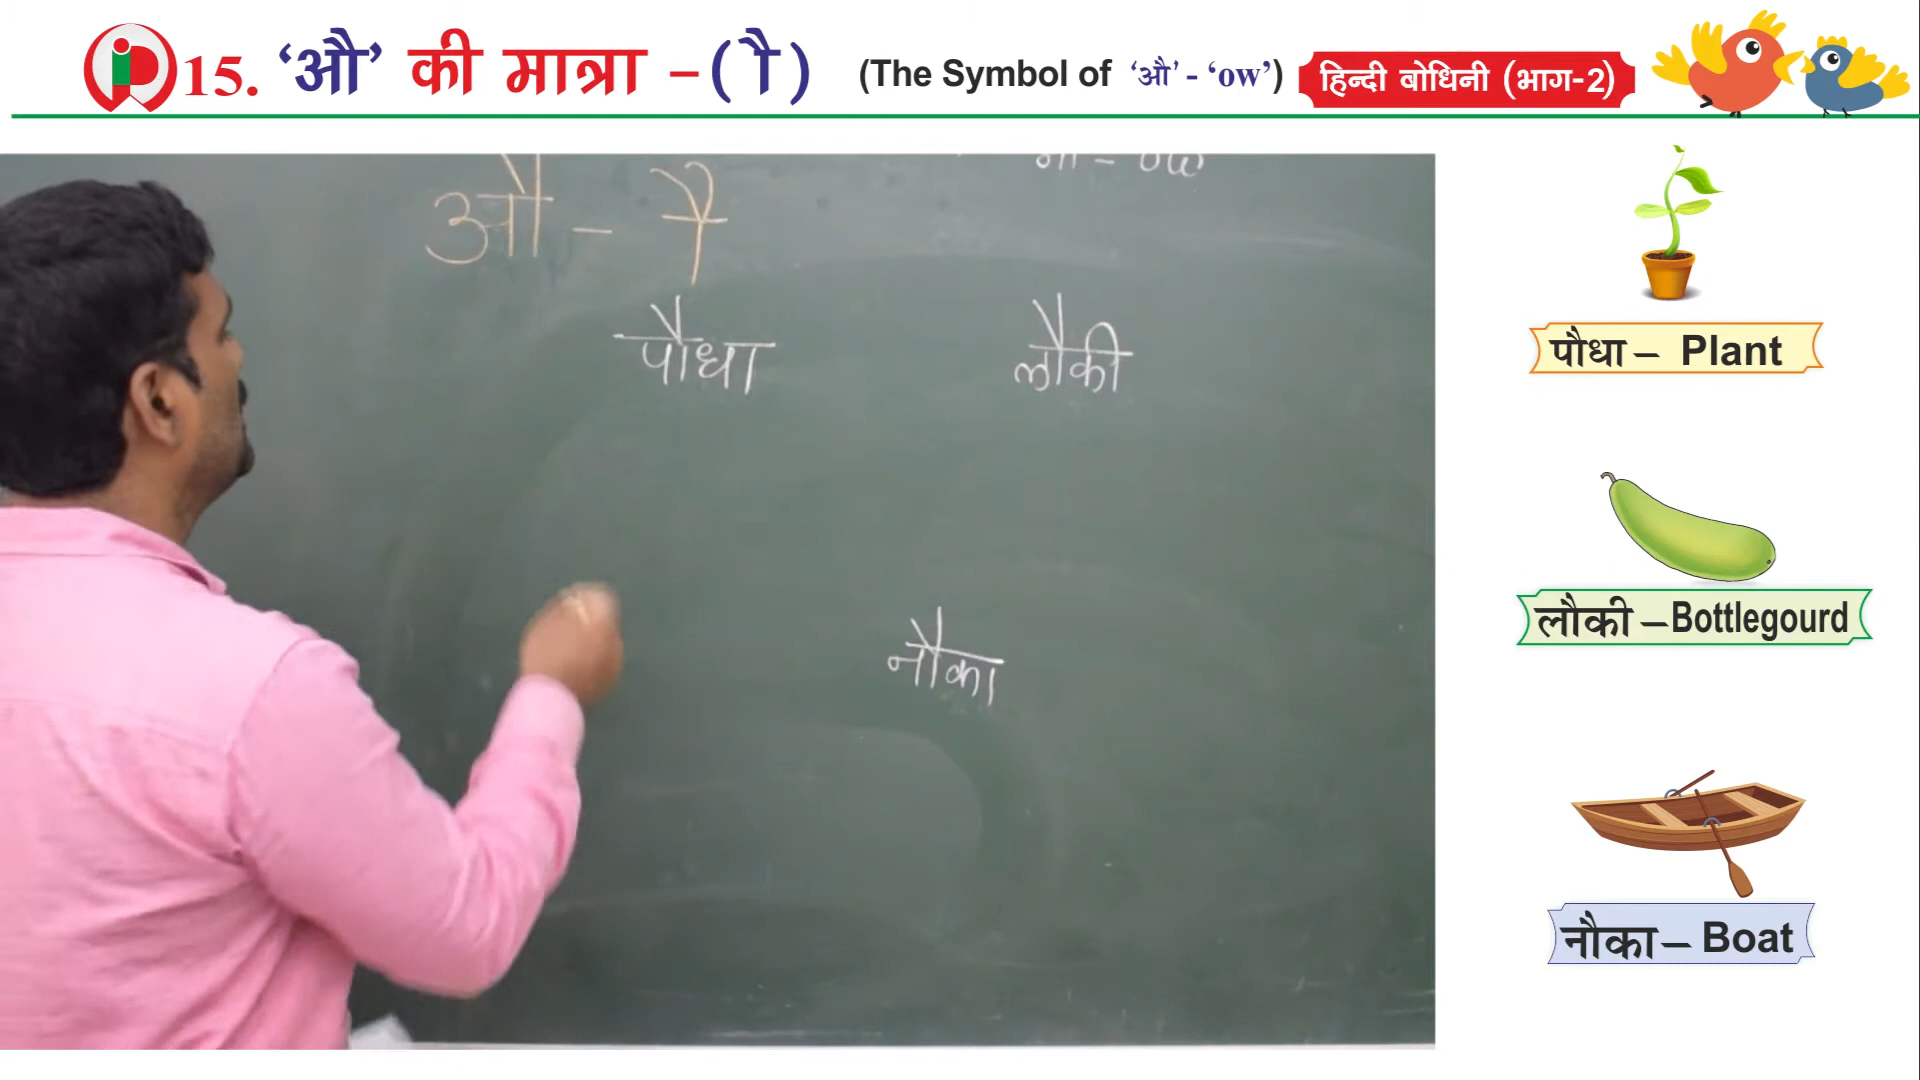 15. ‘औ’ की मात्रा – (ौ) (The Symbol of ‘औ’ - ‘ow’) हिन्दी बोधिनी (भाग-2)
औ - ौ
पौधा लौकी
नौका
पौधा – Plant
लौकी – Bottlegourd
नौका – Boat